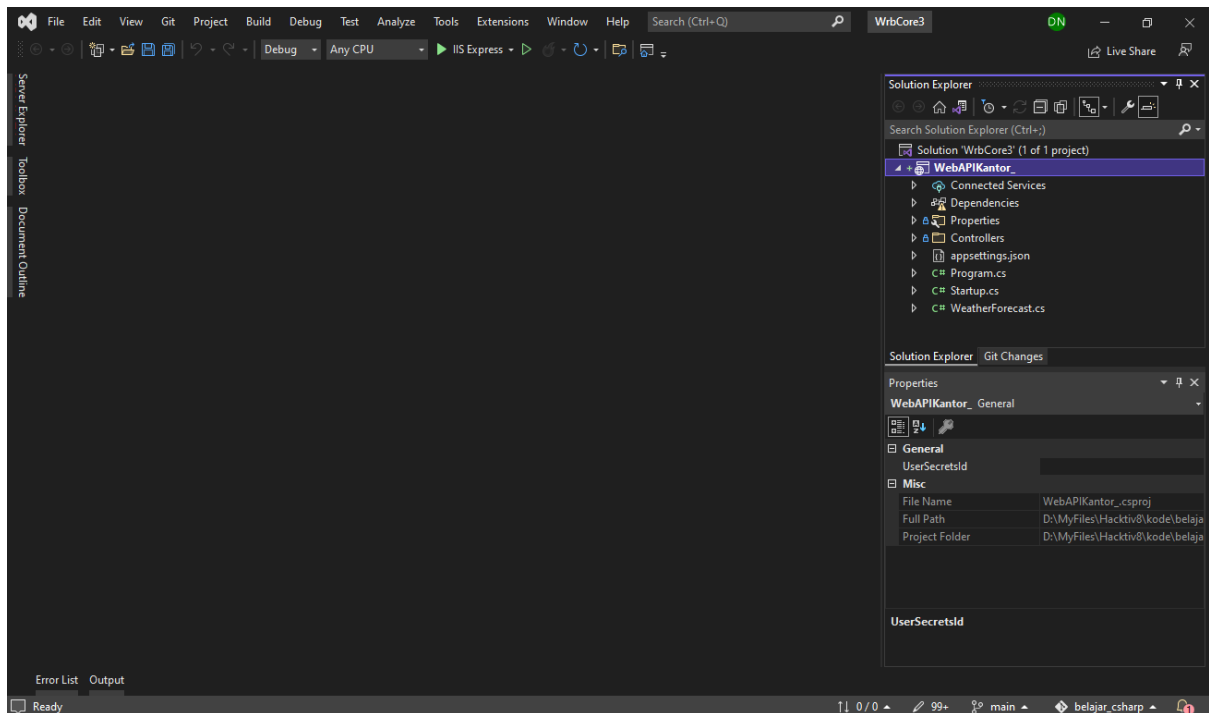 File Edit View Git Project Build Debug Test Analyze Tools Extensions Window Help Search (Ctrl+Q) WrbCore3 DN
Debug Any CPU IIS Express Live Share
Server Explorer
Toolbox
Document Outline
Solution Explorer
Search Solution Explorer (Ctrl+;)
Solution 'WrbCore3' (1 of 1 project)
WebAPIKantor_
Connected Services
Dependencies
Properties
Controllers
appsettings.json
C# Program.cs
C# Startup.cs
C# WeatherForecast.cs
Solution Explorer Git Changes
Properties
WebAPIKantor_ General
General
UserSecretsId
Misc
File Name WebAPIKantor_.csproj
Full Path D:\MyFiles\Hacktiv8\kode\belaja
Project Folder D:\MyFiles\Hacktiv8\kode\belaja
UserSecretsId
Error List Output
Ready 0 / 0 99+ main belajar_csharp 1